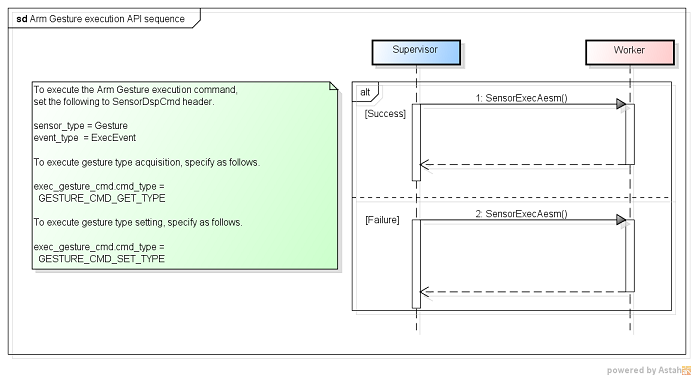 sd Arm Gesture execution API sequence
Supervisor
Worker
To execute the Arm Gesture execution command,
set the following to SensorDspCmd header.
sensor_type = Gesture
event_type = ExecEvent
To execute gesture type acquisition, specify as follows.
exec_gesture_cmd.cmd_type =
GESTURE_CMD_GET_TYPE
To execute gesture type setting, specify as follows.
exec_gesture_cmd.cmd_type =
GESTURE_CMD_SET_TYPE
alt
1: SensorExecAesm()
[Success]
2: SensorExecAesm()
[Failure]
powered by Astah